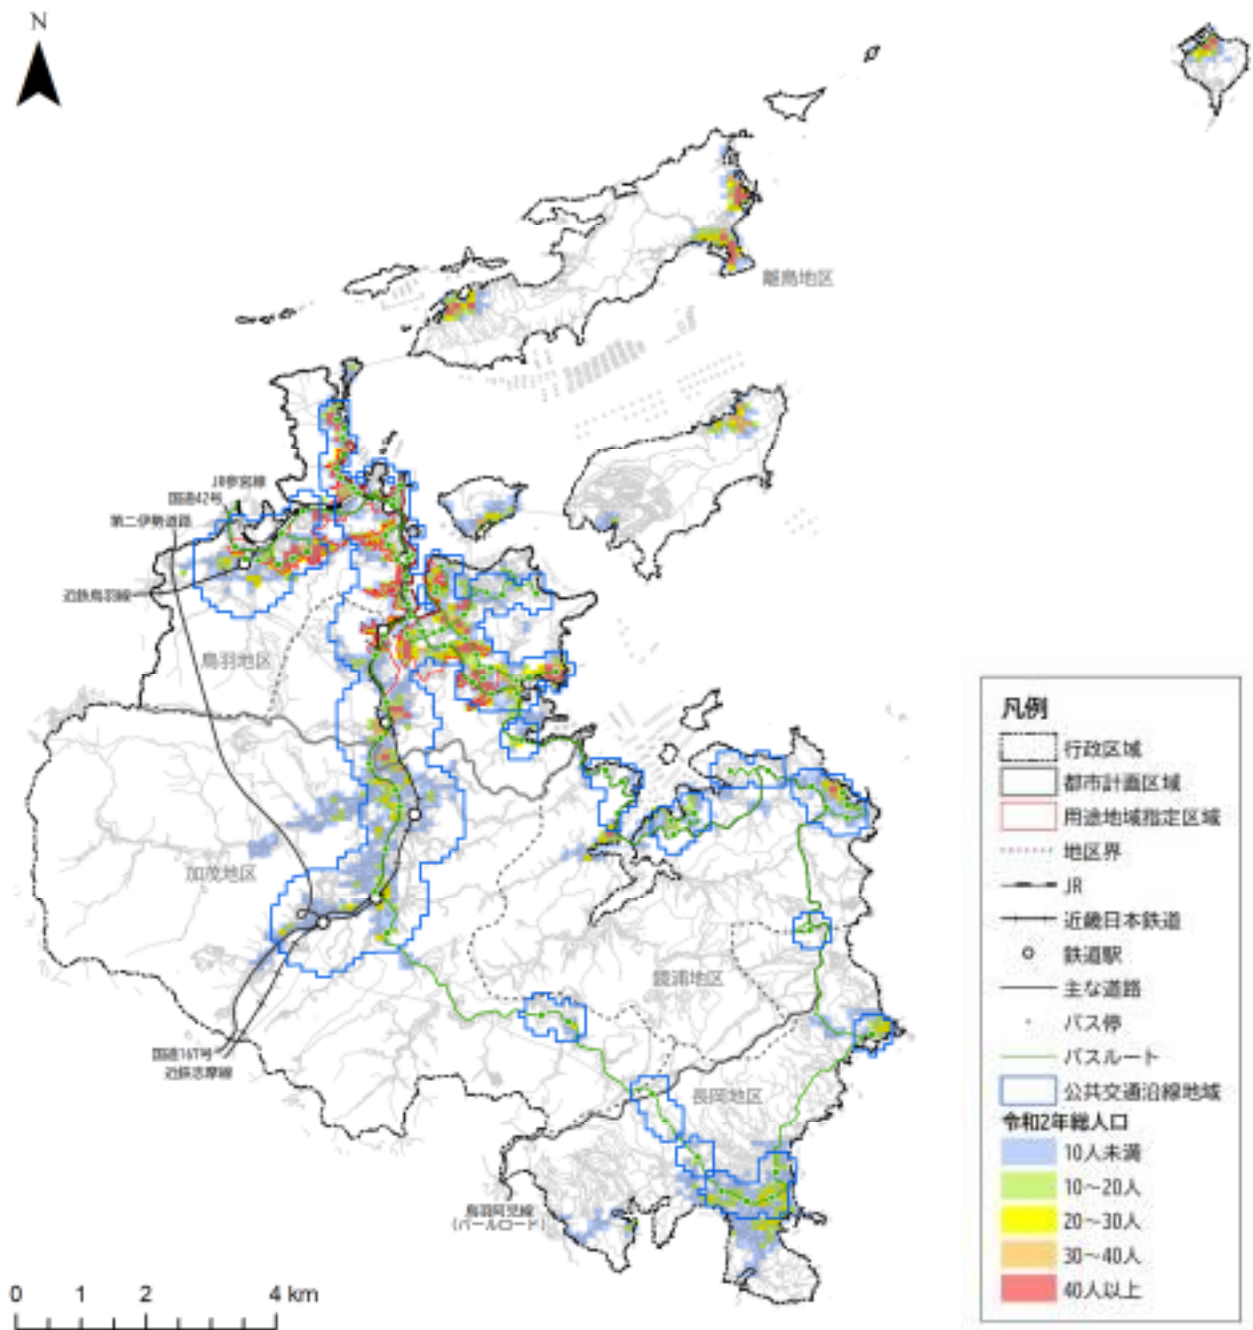 N
離島地区
JR参宮線
国道42号
第二伊勢道路
近鉄鳥羽線
鳥羽地区
加茂地区
鏡浦地区
国道167号
近鉄志摩線
長岡地区
鳥羽阿児線
(パールロード)
0 1 2 4 km
凡例
行政区域
都市計画区域
用途地域指定区域
地区界
JR
近畿日本鉄道
鉄道駅
主な道路
バス停
バスルート
公共交通沿線地域
令和2年総人口
10人未満
10～20人
20～30人
30～40人
40人以上